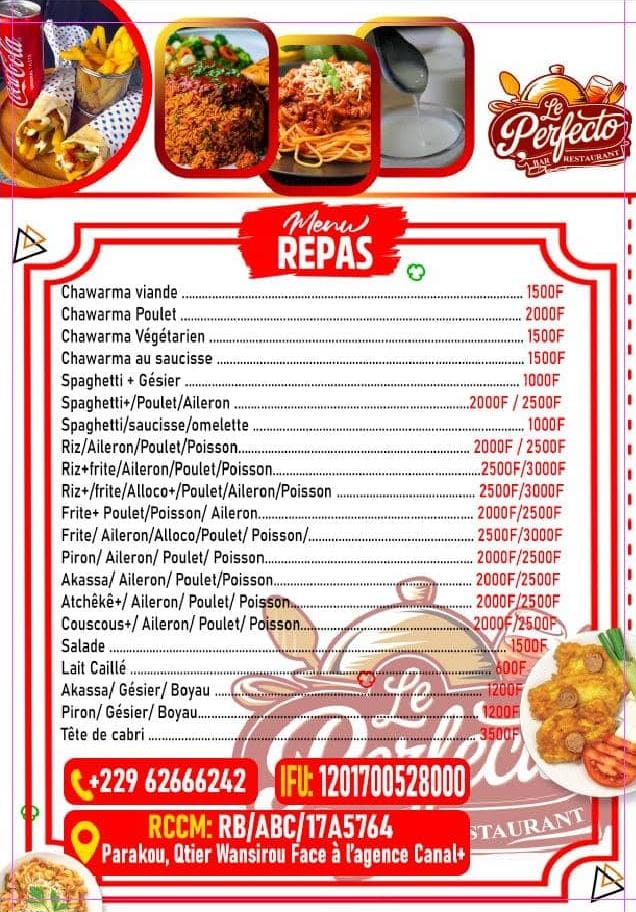 Coca-Cola
Le
Perfecto
BAR RESTAURANT
Menu
REPAS
Chawarma viande ........ 1500F
Chawarma Poulet ........ 2000F
Chawarma Végétarien ........ 1500F
Chawarma au saucisse ........ 1500F
Spaghetti + Gésier ........ 1000F
Spaghetti+/Poulet/Aileron ........ 2000F / 2500F
Spaghetti/saucisse/omelette ........ 1000F
Riz/Aileron/Poulet/Poisson........ 2000F / 2500F
Riz+frite/Aileron/Poulet/Poisson........ 2500F/3000F
Riz+/frite/Alloco+/Poulet/Aileron/Poisson ........ 2500F/3000F
Frite+ Poulet/Poisson/ Aileron........ 2000F/2500F
Frite/ Aileron/Alloco/Poulet/ Poisson/........ 2500F/3000F
Piron/ Aileron/ Poulet/ Poisson........ 2000F/2500F
Akassa/ Aileron/ Poulet/Poisson........ 2000F/2500F
Atchêkê+/ Aileron/ Poulet/ Poisson........ 2000F/2500F
Couscous+/ Aileron/ Poulet/ Poisson........ 2000F/2500F
Salade ........ 1500F
Lait Caillé ........ 600F
Akassa/ Gésier/ Boyau ........ 1200F
Piron/ Gésier/ Boyau........ 1200F
Tête de cabri ........ 3500F
Le
Perfecto
RESTAURANT
+229 62666242 IFU: 1201700528000
RCCM: RB/ABC/17A5764
Parakou, Qtier Wansirou Face à l'agence Canal+